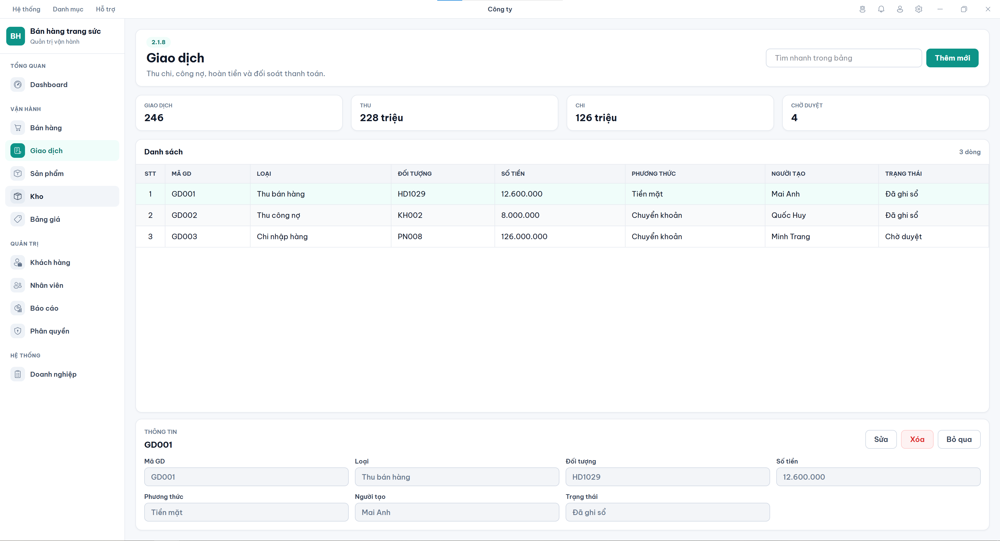 Hệ thống Danh mục Hỗ trợ Công ty
BH
Bán hàng trang sức
Quản trị vận hành
TỔNG QUAN
Dashboard
VẬN HÀNH
Bán hàng
Giao dịch
Sản phẩm
Kho
Bảng giá
QUẢN TRỊ
Khách hàng
Nhân viên
Báo cáo
Phân quyền
HỆ THỐNG
Doanh nghiệp
2.1.8
Giao dịch
Thu chi, công nợ, hoàn tiền và đối soát thanh toán.
Tìm nhanh trong bảng
Thêm mới
GIAO DỊCH
246
THU
228 triệu
CHI
126 triệu
CHỜ DUYỆT
4
Danh sách
3 dòng
STT MÃ GD LOẠI ĐỐI TƯỢNG SỐ TIỀN PHƯƠNG THỨC NGƯỜI TẠO TRẠNG THÁI
1 GD001 Thu bán hàng HD1029 12.600.000 Tiền mặt Mai Anh Đã ghi sổ
2 GD002 Thu công nợ KH002 8.000.000 Chuyển khoản Quốc Huy Đã ghi sổ
3 GD003 Chi nhập hàng PN008 126.000.000 Chuyển khoản Minh Trang Chờ duyệt
THÔNG TIN
GD001
Sửa Xóa Bỏ qua
Mã GD Loại Đối tượng Số tiền
GD001 Thu bán hàng HD1029 12.600.000
Phương thức Người tạo Trạng thái
Tiền mặt Mai Anh Đã ghi sổ